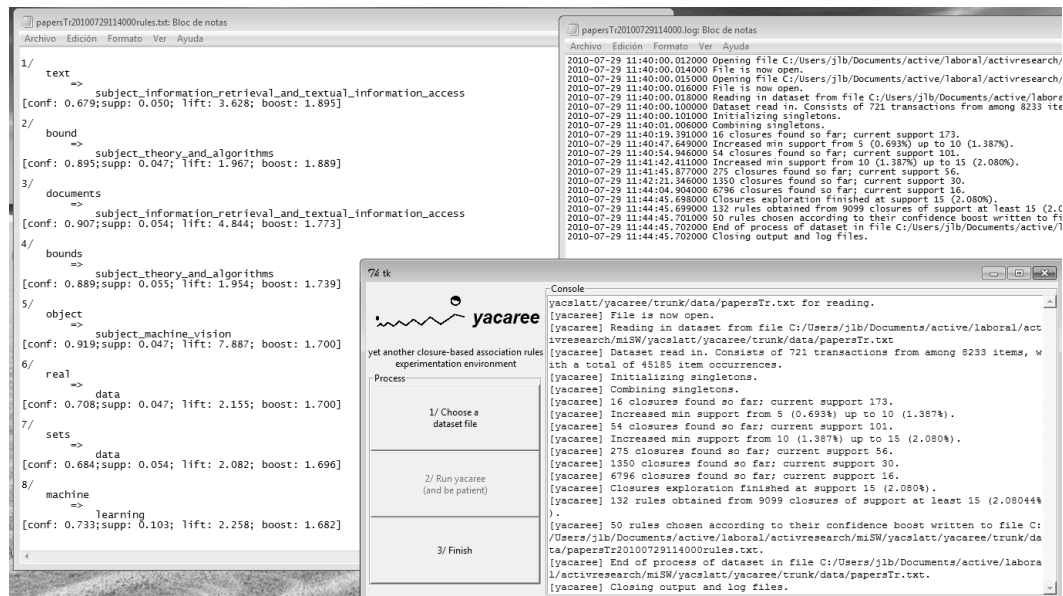 papersTr20100729114000rules.txt: Bloc de notas
Archivo Edición Formato Ver Ayuda
1/
text
=>
subject_information_retrieval_and_textual_information_access
[conf: 0.679;supp: 0.050; lift: 3.628; boost: 1.895]
2/
bound
=>
subject_theory_and_algorithms
[conf: 0.895;supp: 0.047; lift: 1.967; boost: 1.889]
3/
documents
=>
subject_information_retrieval_and_textual_information_access
[conf: 0.907;supp: 0.054; lift: 4.844; boost: 1.773]
4/
bounds
=>
subject_theory_and_algorithms
[conf: 0.889;supp: 0.055; lift: 1.954; boost: 1.739]
5/
object
=>
subject_machine_vision
[conf: 0.919;supp: 0.047; lift: 7.887; boost: 1.700]
6/
real
=>
data
[conf: 0.708;supp: 0.047; lift: 2.155; boost: 1.700]
7/
sets
=>
data
[conf: 0.684;supp: 0.054; lift: 2.082; boost: 1.696]
8/
machine
=>
learning
[conf: 0.733;supp: 0.103; lift: 2.258; boost: 1.682]
papersTr20100729114000.log: Bloc de notas
Archivo Edición Formato Ver Ayuda
2010-07-29 11:40:00.012000 Opening file C:/Users/jlb/Documents/active/laboral/activresearch/
2010-07-29 11:40:00.014000 File is now open.
2010-07-29 11:40:00.015000 Opening file C:/Users/jlb/Documents/active/laboral/activresearch/
2010-07-29 11:40:00.016000 File is now open.
2010-07-29 11:40:00.018000 Reading in dataset from file C:/Users/jlb/Documents/active/labora
2010-07-29 11:40:00.100000 Dataset read in. Consists of 721 transactions from among 8233 ite
2010-07-29 11:40:00.101000 Initializing singletons.
2010-07-29 11:40:01.006000 Combining singletons.
2010-07-29 11:40:19.391000 16 closures found so far; current support 173.
2010-07-29 11:40:47.649000 Increased min support from 5 (0.693%) up to 10 (1.387%).
2010-07-29 11:40:54.946000 54 closures found so far; current support 101.
2010-07-29 11:41:42.411000 Increased min support from 10 (1.387%) up to 15 (2.080%).
2010-07-29 11:41:45.877000 275 closures found so far; current support 56.
2010-07-29 11:42:21.346000 1350 closures found so far; current support 30.
2010-07-29 11:44:04.904000 6796 closures found so far; current support 16.
2010-07-29 11:44:45.698000 Closures exploration finished at support 15 (2.080%).
2010-07-29 11:44:45.699000 132 rules obtained from 9099 closures of support at least 15 (2.0
2010-07-29 11:44:45.701000 50 rules chosen according to their confidence boost written to fi
2010-07-29 11:44:45.702000 End of process of dataset in file C:/Users/jlb/Documents/active/l
2010-07-29 11:44:45.702000 Closing output and log files.
tk
yacaree
yet another closure-based association rules
experimentation environment
Process
1/ Choose a
dataset file
2/ Run yacaree
(and be patient)
3/ Finish
Console
yacslatt/yacaree/trunk/data/papersTr.txt for reading.
[yacaree] File is now open.
[yacaree] Reading in dataset from file C:/Users/jlb/Documents/active/laboral/act
ivresearch/miSW/yacslatt/yacaree/trunk/data/papersTr.txt
[yacaree] Dataset read in. Consists of 721 transactions from among 8233 items, w
ith a total of 45185 item occurrences.
[yacaree] Initializing singletons.
[yacaree] Combining singletons.
[yacaree] 16 closures found so far; current support 173.
[yacaree] Increased min support from 5 (0.693%) up to 10 (1.387%).
[yacaree] 54 closures found so far; current support 101.
[yacaree] Increased min support from 10 (1.387%) up to 15 (2.080%).
[yacaree] 275 closures found so far; current support 56.
[yacaree] 1350 closures found so far; current support 30.
[yacaree] 6796 closures found so far; current support 16.
[yacaree] Closures exploration finished at support 15 (2.080%).
[yacaree] 132 rules obtained from 9099 closures of support at least 15 (2.08044%
).
[yacaree] 50 rules chosen according to their confidence boost written to file C:
/Users/jlb/Documents/active/laboral/activresearch/miSW/yacslatt/yacaree/trunk/da
ta/papersTr20100729114000rules.txt.
[yacaree] End of process of dataset in file C:/Users/jlb/Documents/active/labora
l/activresearch/miSW/yacslatt/yacaree/trunk/data/papersTr.txt.
[yacaree] Closing output and log files.